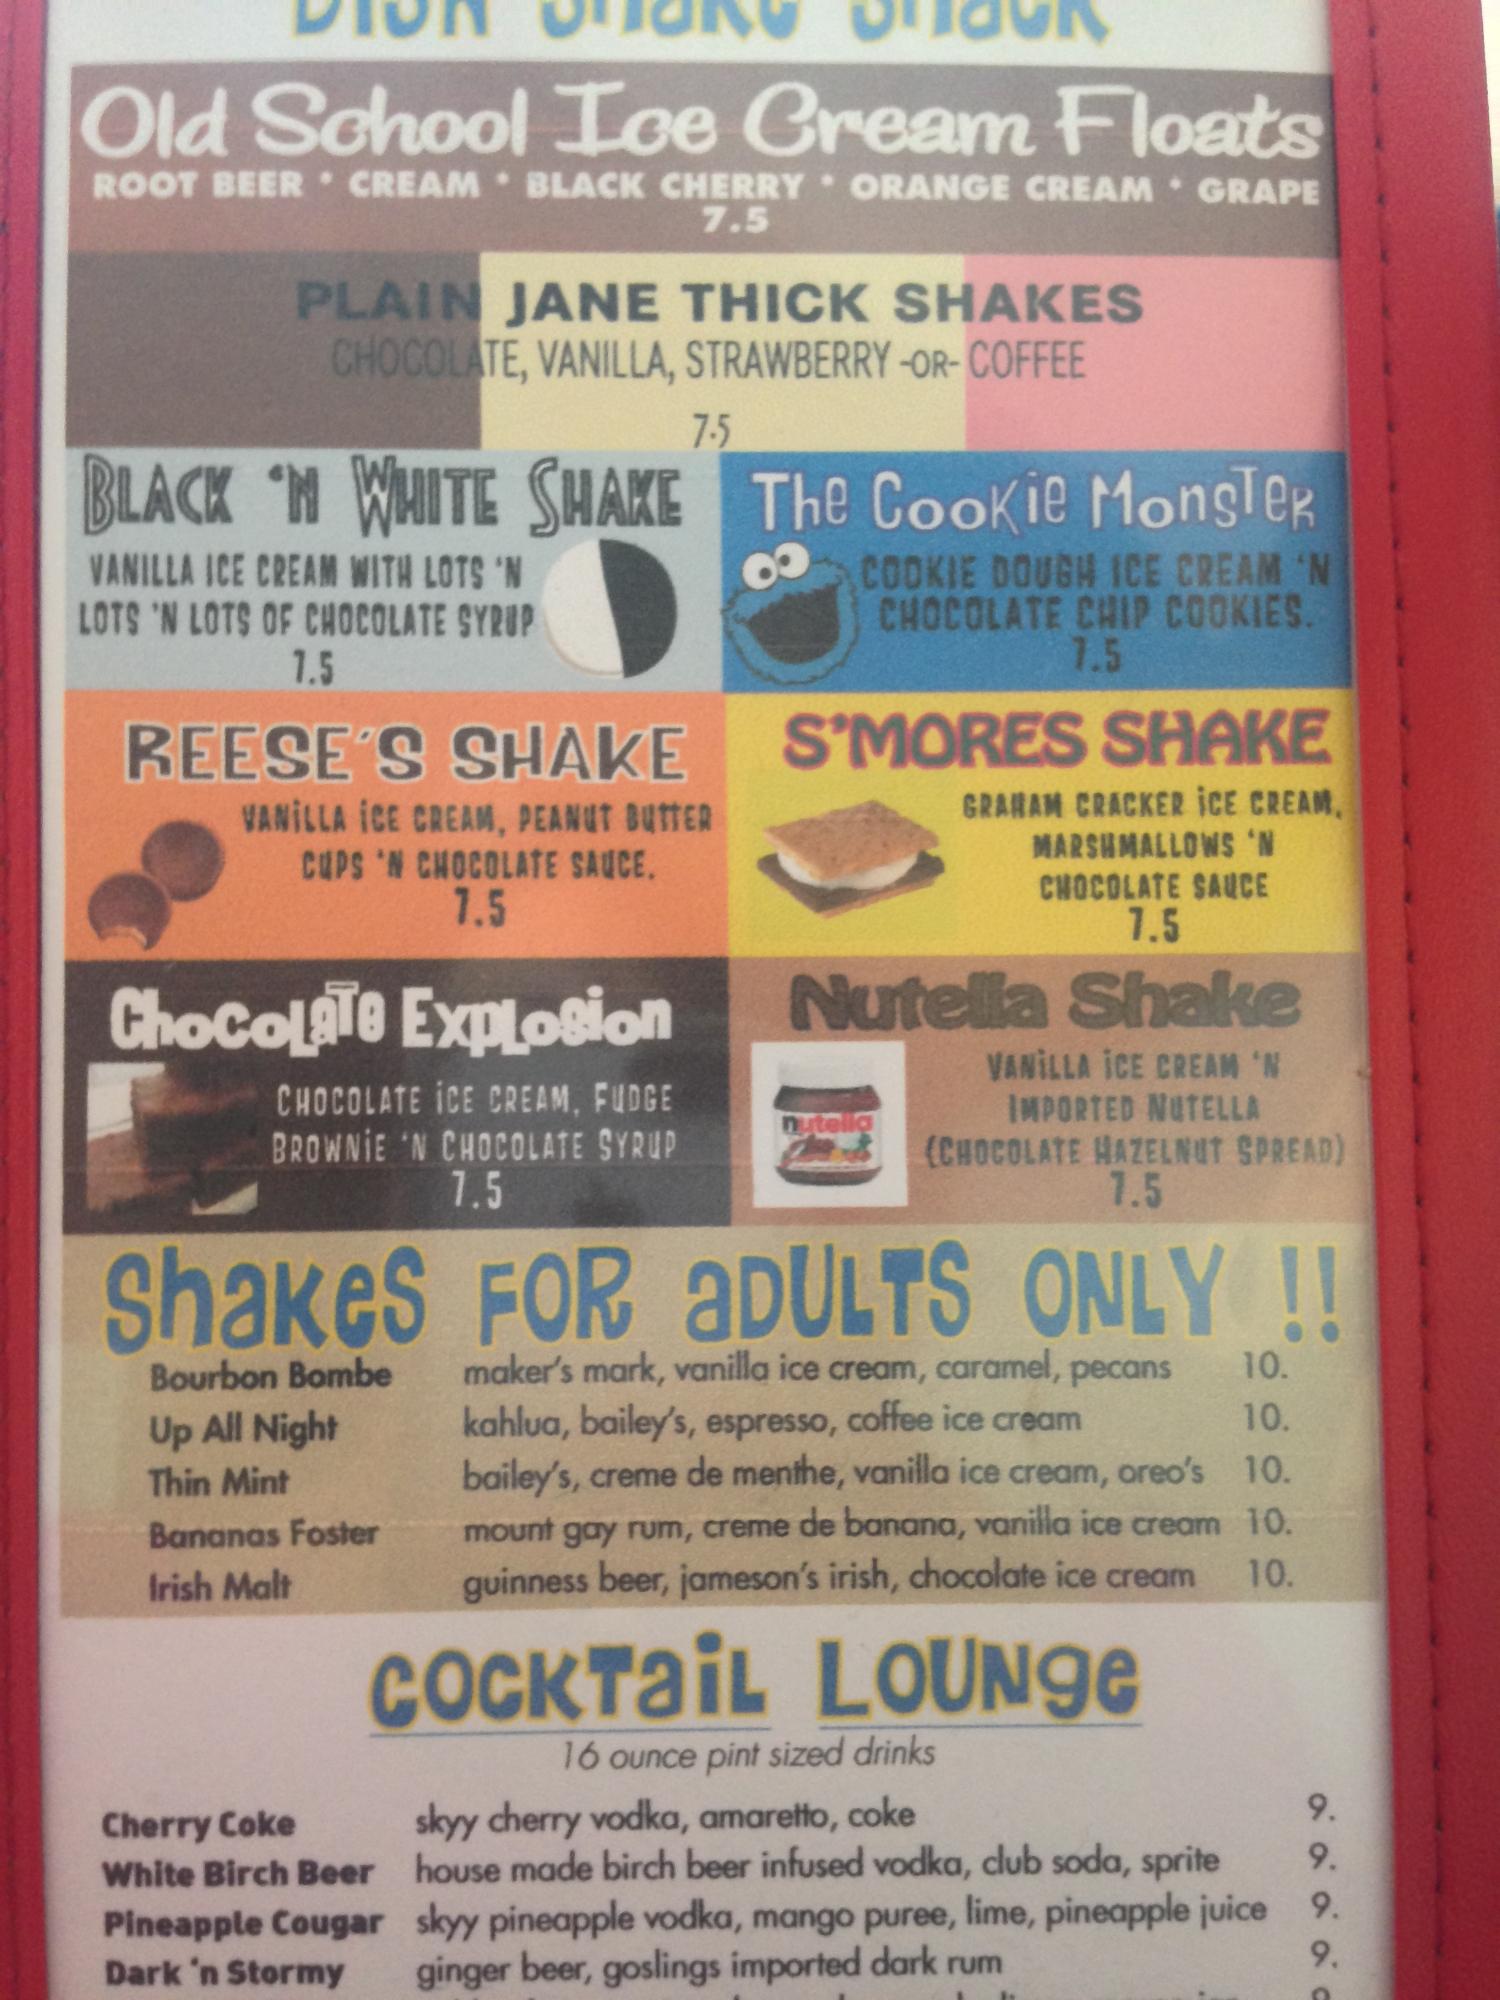 DISH SHAKE SHACK
Old School Ice Cream Floats
ROOT BEER * CREAM * BLACK CHERRY * ORANGE CREAM * GRAPE
7.5
PLAIN JANE THICK SHAKES
CHOCOLATE, VANILLA, STRAWBERRY -OR- COFFEE
7.5
BLACK 'N WHITE SHAKE
VANILLA ICE CREAM WITH LOTS 'N
LOTS 'N LOTS OF CHOCOLATE SYRUP
7.5
The Cookie Monster
COOKIE DOUGH ICE CREAM 'N
CHOCOLATE CHIP COOKIES.
7.5
REESE'S SHAKE
VANILLA ICE CREAM, PEANUT BUTTER
CUPS 'N CHOCOLATE SAUCE.
7.5
S'MORES SHAKE
GRAHAM CRACKER ICE CREAM,
MARSHMALLOWS 'N
CHOCOLATE SAUCE
7.5
Chocolate Explosion
CHOCOLATE ICE CREAM, FUDGE
BROWNIE 'N CHOCOLATE SYRUP
7.5
Nutella Shake
nutella
VANILLA ICE CREAM 'N
IMPORTED NUTELLA
(CHOCOLATE HAZELNUT SPREAD)
7.5
SHAKES FOR ADULTS ONLY !!
Bourbon Bombe maker's mark, vanilla ice cream, caramel, pecans 10.
Up All Night kahlua, bailey's, espresso, coffee ice cream 10.
Thin Mint bailey's, creme de menthe, vanilla ice cream, oreo's 10.
Bananas Foster mount gay rum, creme de banana, vanilla ice cream 10.
Irish Malt guinness beer, jameson's irish, chocolate ice cream 10.
COCKTAIL LOUNGE
16 ounce pint sized drinks
Cherry Coke skyy cherry vodka, amaretto, coke 9.
White Birch Beer house made birch beer infused vodka, club soda, sprite 9.
Pineapple Cougar skyy pineapple vodka, mango puree, lime, pineapple juice 9.
Dark 'n Stormy ginger beer, goslings imported dark rum 9.